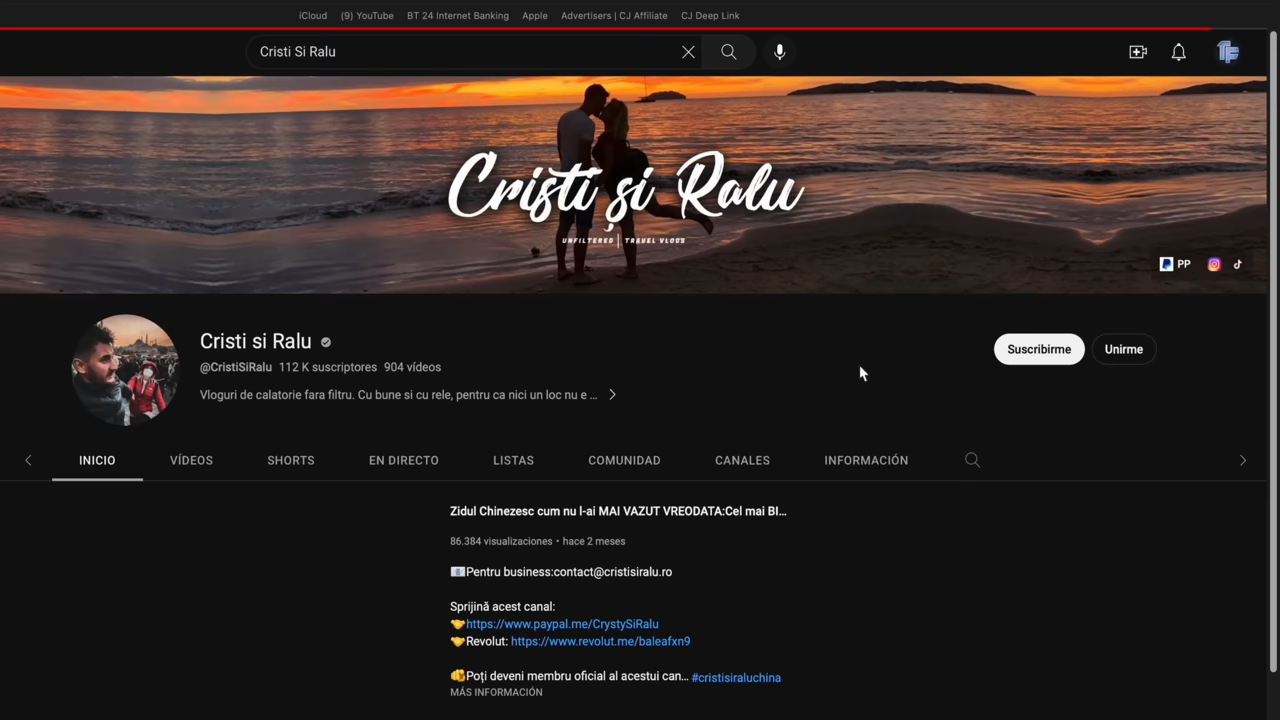 iCloud (9) YouTube BT 24 Internet Banking Apple Advertisers | CJ Affiliate CJ Deep Link
Cristi Si Ralu
Cristi și Ralu
UNFILTERED | TRAVEL VLOGS
PP
Cristi si Ralu
Suscribirme Unirme
@CristiSiRalu 112 K suscriptores 904 vídeos
Vloguri de calatorie fara filtru. Cu bune si cu rele, pentru ca nici un loc nu e ...
INICIO VÍDEOS SHORTS EN DIRECTO LISTAS COMUNIDAD CANALES INFORMACIÓN
Zidul Chinezesc cum nu l-ai MAI VAZUT VREODATA:Cel mai BI...
86.384 visualizaciones • hace 2 meses
📧Pentru business:contact@cristisiralu.ro
Sprijină acest canal:
🤝https://www.paypal.me/CrystySiRalu
🤝Revolut: https://www.revolut.me/baleafxn9
🫵Poți deveni membru oficial al acestui can... #cristisiraluchina
MÁS INFORMACIÓN